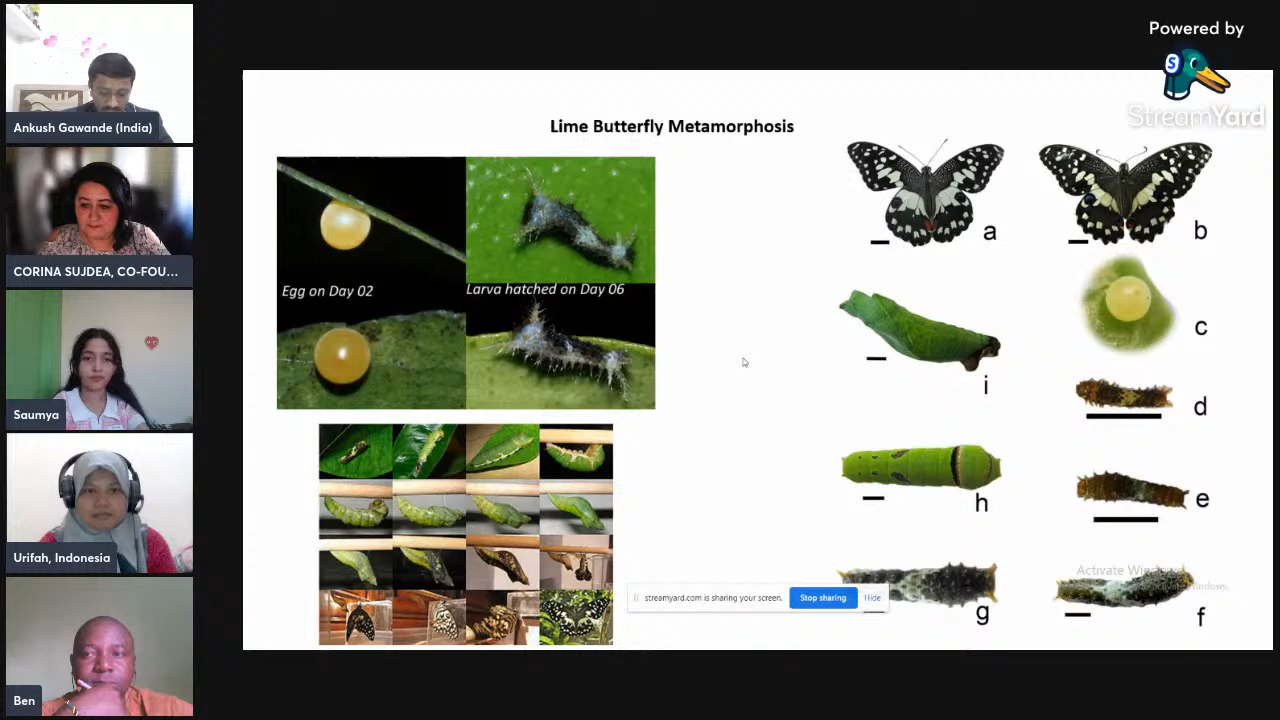 Powered by
StreamYard
Ankush Gawande (India)
CORINA SUJDEA, CO-FOU...
Saumya
Urifah, Indonesia
Ben
Lime Butterfly Metamorphosis
Egg on Day 02
Larva hatched on Day 06
a
b
c
i
d
h
e
g
f
streamyard.com is sharing your screen.
Stop sharing
Hide
Activate Windows